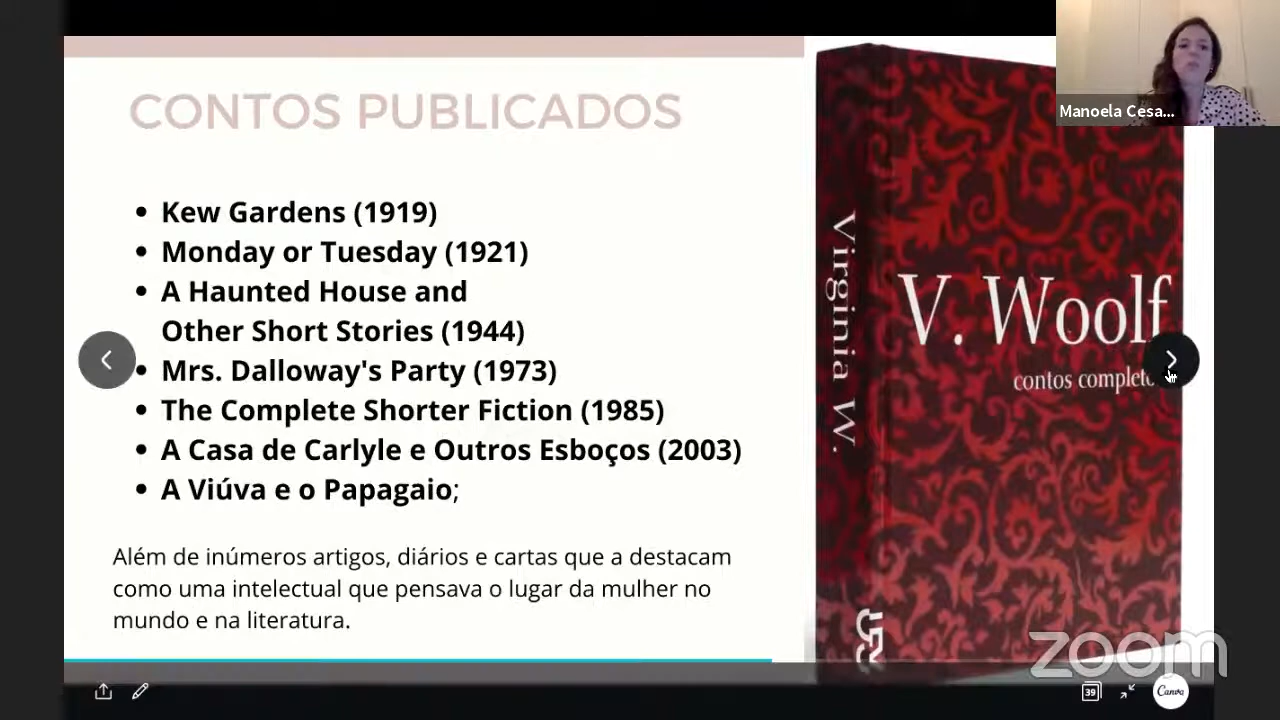 Manoela Cesa...
CONTOS PUBLICADOS
• Kew Gardens (1919)
• Monday or Tuesday (1921)
• A Haunted House and
Other Short Stories (1944)
• Mrs. Dalloway's Party (1973)
• The Complete Shorter Fiction (1985)
• A Casa de Carlyle e Outros Esboços (2003)
• A Viúva e o Papagaio;
Além de inúmeros artigos, diários e cartas que a destacam
como uma intelectual que pensava o lugar da mulher no
mundo e na literatura.
Virginia W.
V. Woolf
contos complet
zoom
39
Canva